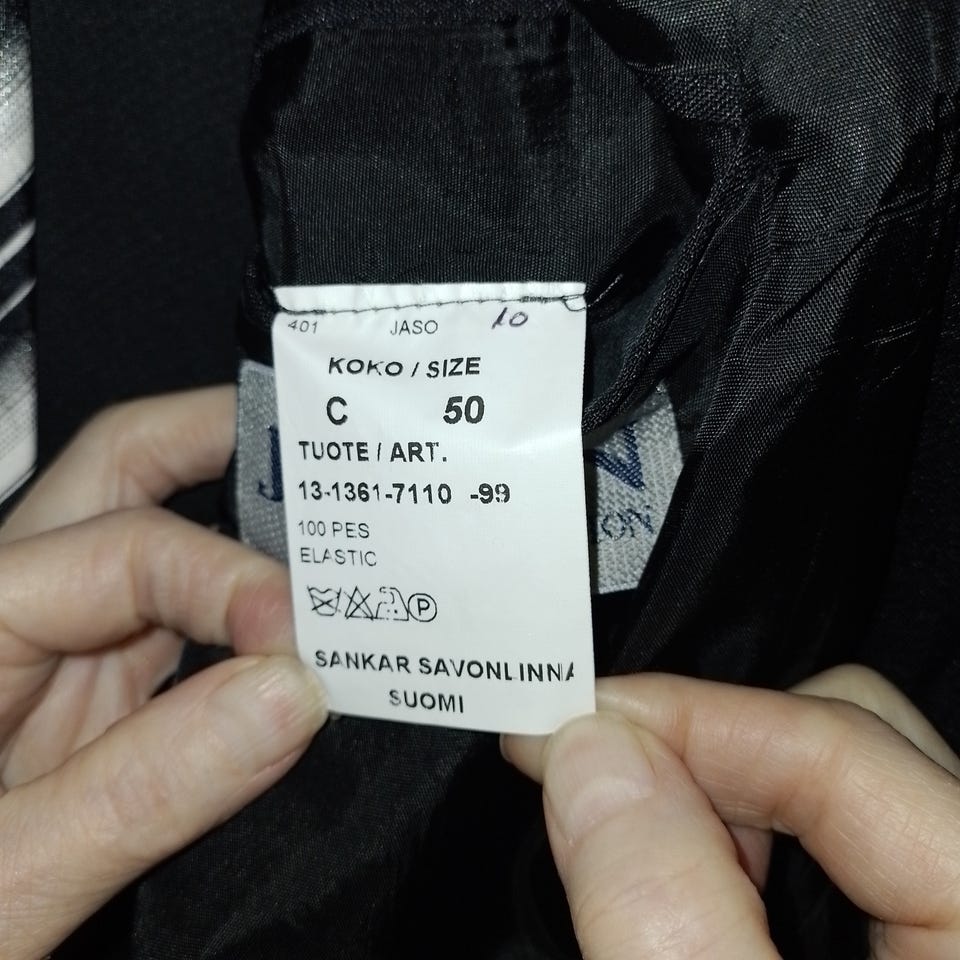 401 JASO 10
KOKO / SIZE
C 50
TUOTE / ART.
13-1361-7110 -99
100 PES
ELASTIC
P
SANKAR SAVONLINNA
SUOMI